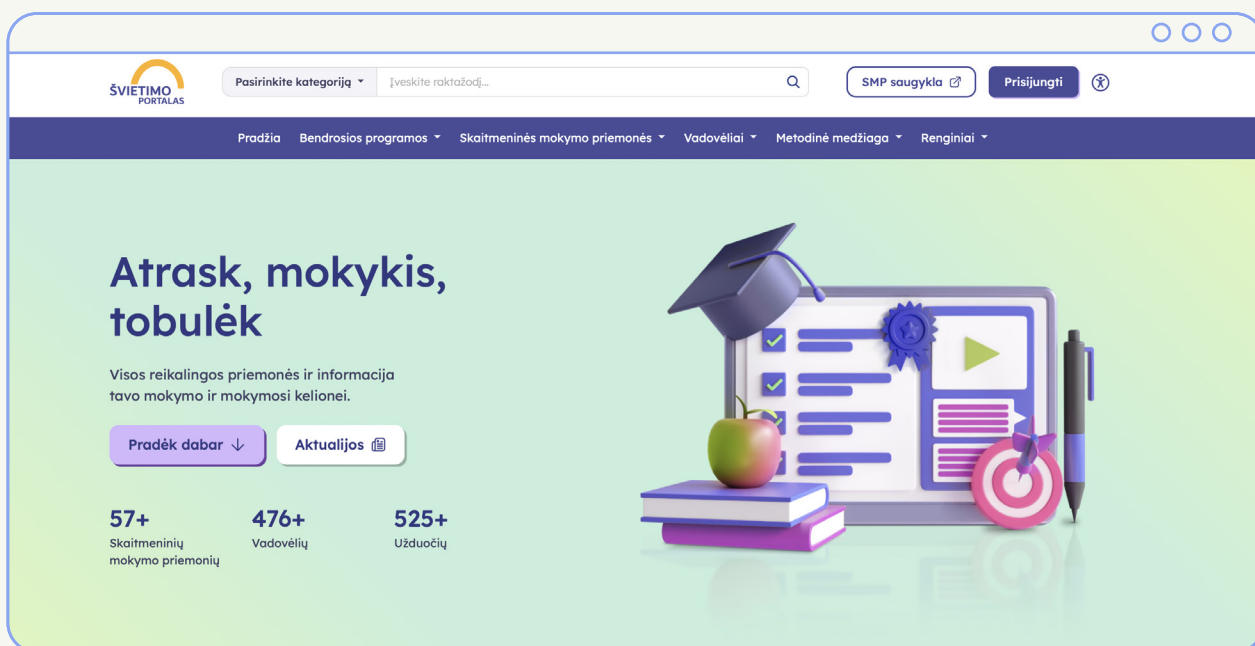 ŠVIETIMO
PORTALAS
Pasirinkite kategoriją
Įveskite raktažodį...
SMP saugykla
Prisijungti
Pradžia Bendrosios programos Skaitmeninės mokymo priemonės Vadovėliai Metodinė medžiaga Renginiai
Atrask, mokykis,
tobulėk
Visos reikalingos priemonės ir informacija
tavo mokymo ir mokymosi kelionei.
Pradėk dabar
Aktualijos
57+
Skaitmeninių
mokymo priemonių
476+
Vadovėlių
525+
Užduočių